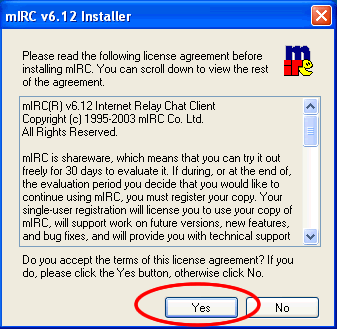 mIRC v6.12 Installer
Please read the following license agreement before
installing mIRC. You can scroll down to view the rest
of the agreement.
mIRC(R) v6.12 Internet Relay Chat Client
Copyright (c) 1995-2003 mIRC Co. Ltd.
All Rights Reserved.
mIRC is shareware, which means that you can try it out
freely for 30 days to evaluate it. If during, or at the end of,
the evaluation period you decide that you would like to
continue using mIRC, you must register your copy. Your
single-user registration will license you to use your copy of
mIRC, will support work on future versions, new features,
and bug fixes, and will provide you with technical support
Do you accept the terms of this license agreement? If you
do, please click the Yes button, otherwise click No.
Yes
No